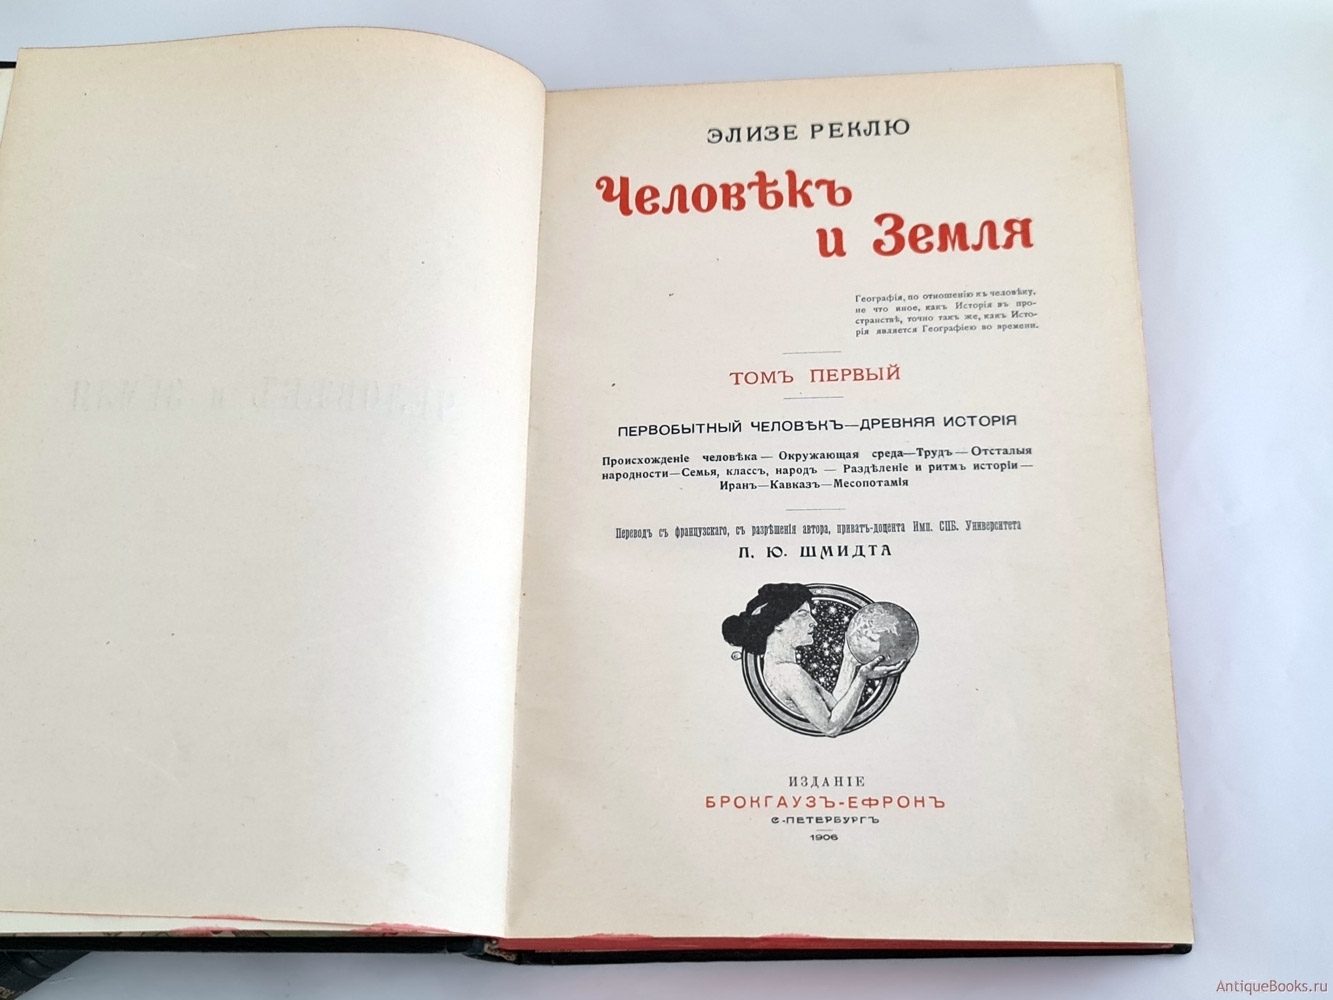 ЭЛИЗЕ РЕКЛЮ
Человѣкъ
и Земля
Географія, по отношенію къ человѣку,
не что иное, какъ Исторія въ про-
странствѣ, точно такъ же, какъ Исто-
рія является Географіею во времени.
ТОМЪ ПЕРВЫЙ
ПЕРВОБЫТНЫЙ ЧЕЛОВѢКЪ—ДРЕВНЯЯ ИСТОРІЯ
Происхожденіе человѣка — Окружающая среда—Трудъ — Отсталыя
народности—Семья, классъ, народъ — Раздѣленіе и ритмъ исторіи—
Иранъ—Кавказъ—Месопотамія
Переводъ съ французскаго, съ разрѣшенія автора, приватъ-доцента Имп. СПБ. Университета
П. Ю. ШМИДТА
ИЗДАНІЕ
БРОКГАУЗЪ-ЕФРОНЪ
С-ПЕТЕРБУРГЪ
1906
AntiqueBooks.ru